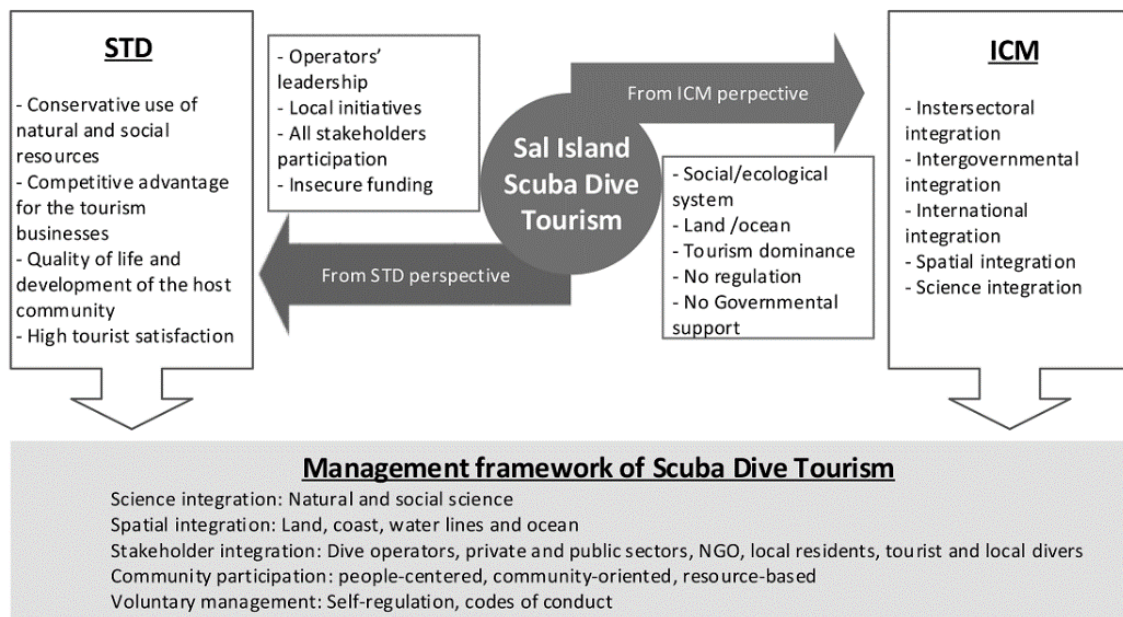 STD
- Conservative use of
natural and social
resources
- Competitive advantage
for the tourism
businesses
- Quality of life and
development of the host
community
- High tourist satisfaction
- Operators'
leadership
- Local initiatives
- All stakeholders
participation
- Insecure funding
From STD perspective
Sal Island
Scuba Dive
Tourism
From ICM perpective
- Social/ecological
system
- Land /ocean
- Tourism dominance
- No regulation
- No Governmental
support
ICM
- Instersectoral
integration
- Intergovernmental
integration
- International
integration
- Spatial integration
- Science integration
Management framework of Scuba Dive Tourism
Science integration: Natural and social science
Spatial integration: Land, coast, water lines and ocean
Stakeholder integration: Dive operators, private and public sectors, NGO, local residents, tourist and local divers
Community participation: people-centered, community-oriented, resource-based
Voluntary management: Self-regulation, codes of conduct